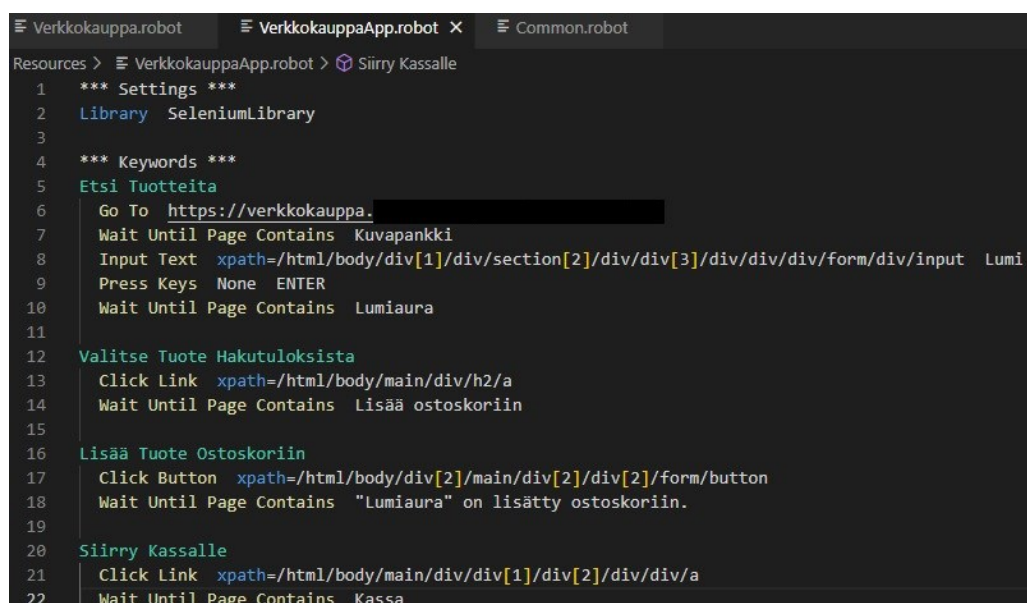 Verkkokauppa.robot VerkkokauppaApp.robot Common.robot
Resources > VerkkokauppaApp.robot > Siirry Kassalle
1 *** Settings ***
2 Library  SeleniumLibrary
3
4 *** Keywords ***
5 Etsi Tuotteita
6   Go To  https://verkkokauppa.
7   Wait Until Page Contains  Kuvapankki
8   Input Text  xpath=/html/body/div[1]/div/section[2]/div/div[3]/div/div/div/form/div/input  Lumi
9   Press Keys  None  ENTER
10   Wait Until Page Contains  Lumiaura
11
12 Valitse Tuote Hakutuloksista
13   Click Link  xpath=/html/body/main/div/h2/a
14   Wait Until Page Contains  Lisää ostoskoriin
15
16 Lisää Tuote Ostoskoriin
17   Click Button  xpath=/html/body/div[2]/main/div[2]/div[2]/form/button
18   Wait Until Page Contains  "Lumiaura" on lisätty ostoskoriin.
19
20 Siirry Kassalle
21   Click Link  xpath=/html/body/main/div/div[1]/div[2]/div/div/a
22   Wait Until Page Contains  Kassa